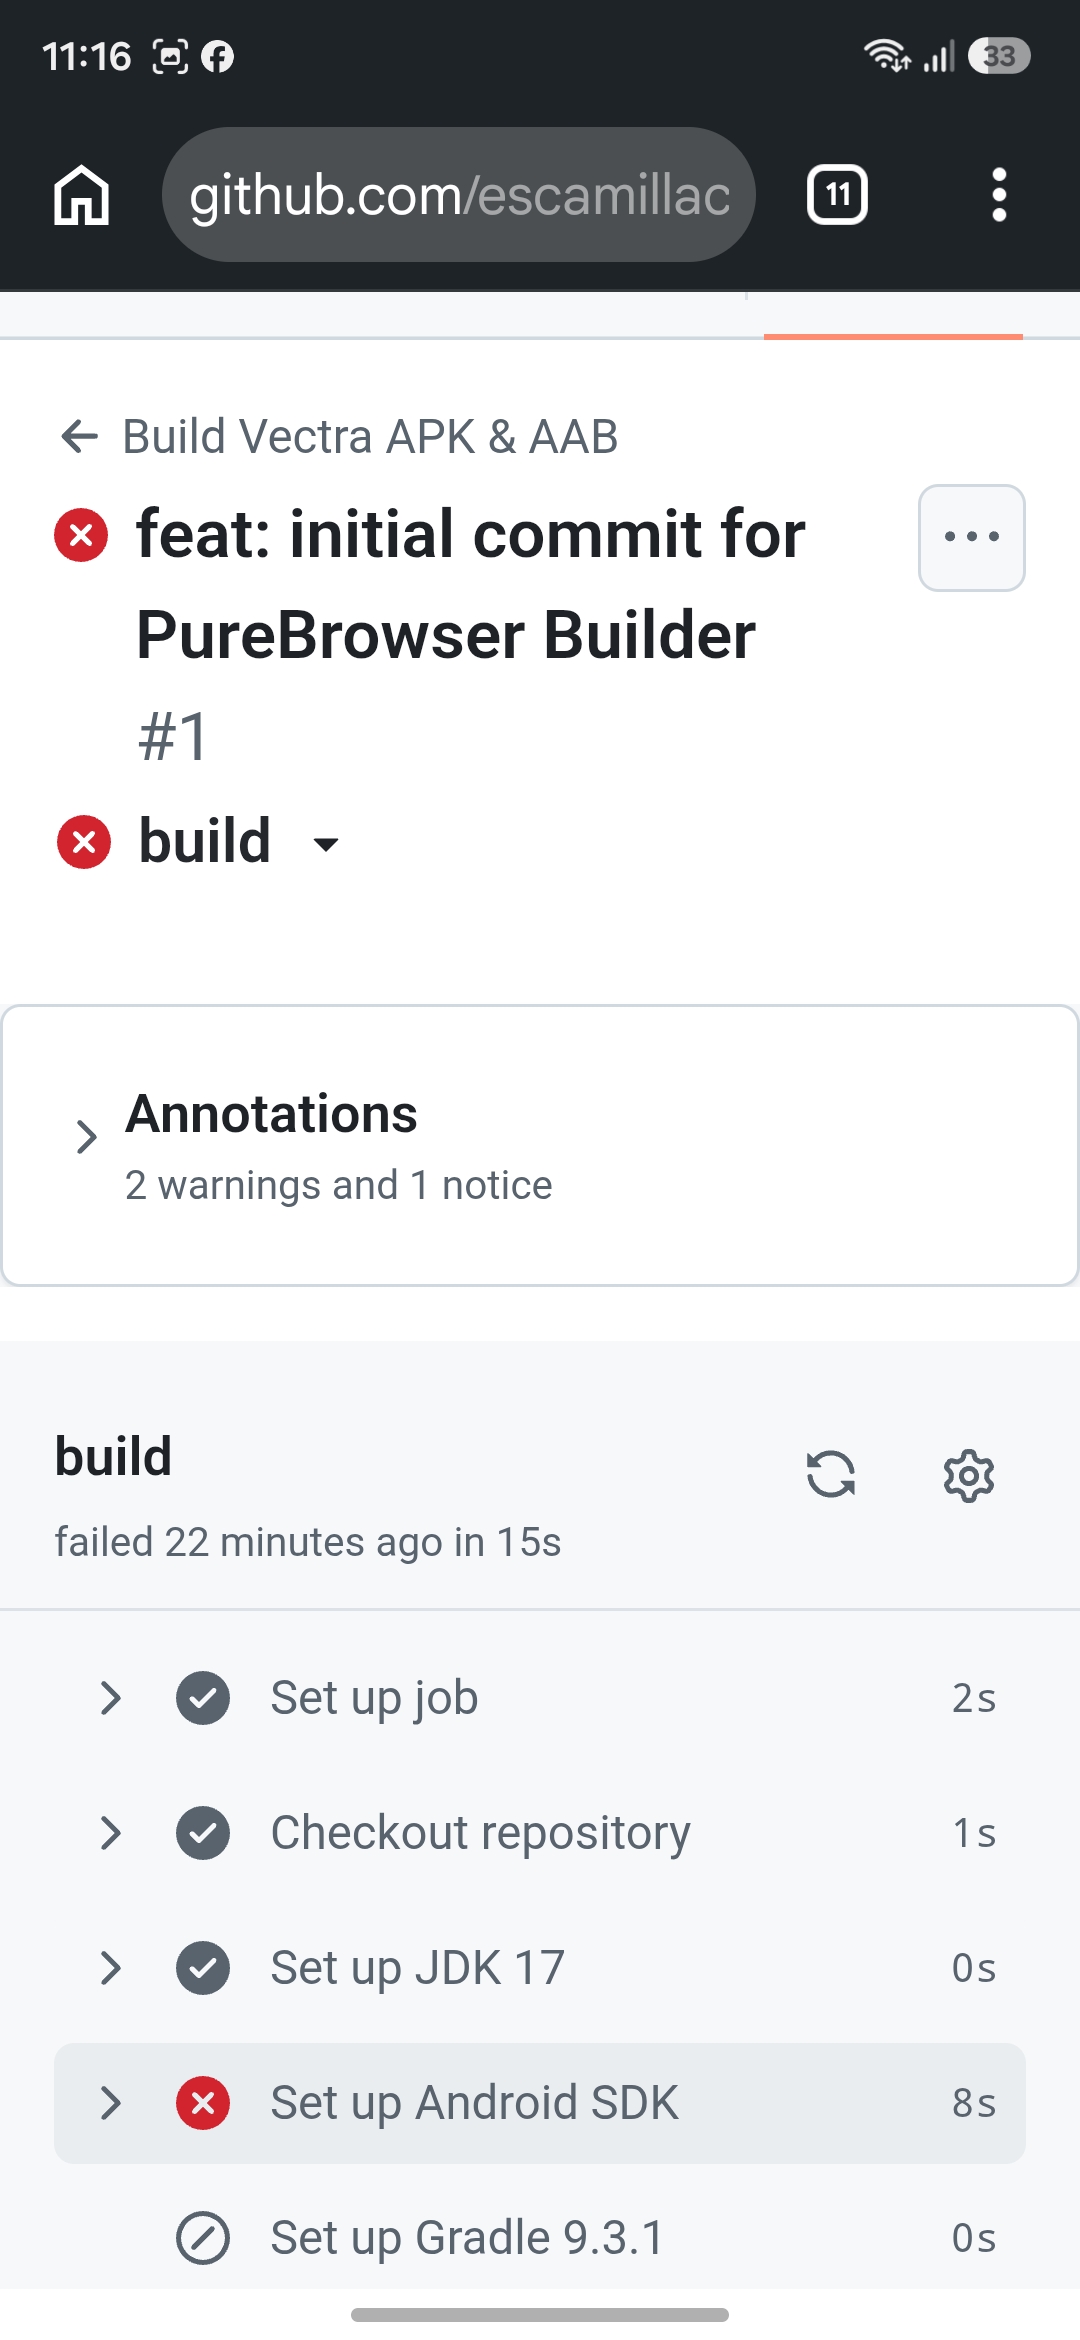 11:16
33
github.com/escamillac
11
Build Vectra APK & AAB
feat: initial commit for
PureBrowser Builder
#1
build
Annotations
2 warnings and 1 notice
build
failed 22 minutes ago in 15s
Set up job 2s
Checkout repository 1s
Set up JDK 17 0s
Set up Android SDK 8s
Set up Gradle 9.3.1 0s